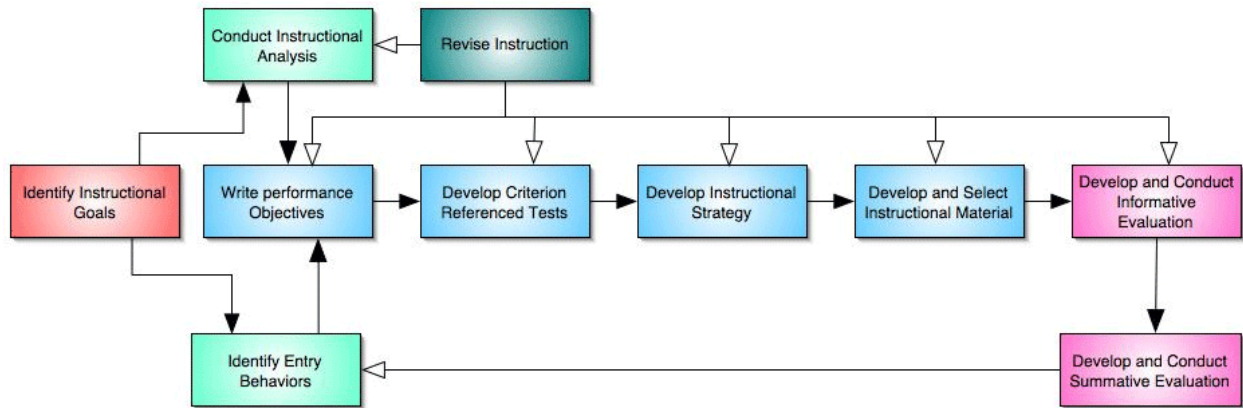 Conduct Instructional
Analysis
Revise Instruction
Identify Instructional
Goals
Write performance
Objectives
Develop Criterion
Referenced Tests
Develop Instructional
Strategy
Develop and Select
Instructional Material
Develop and Conduct
Informative
Evaluation
Identify Entry
Behaviors
Develop and Conduct
Summative Evaluation